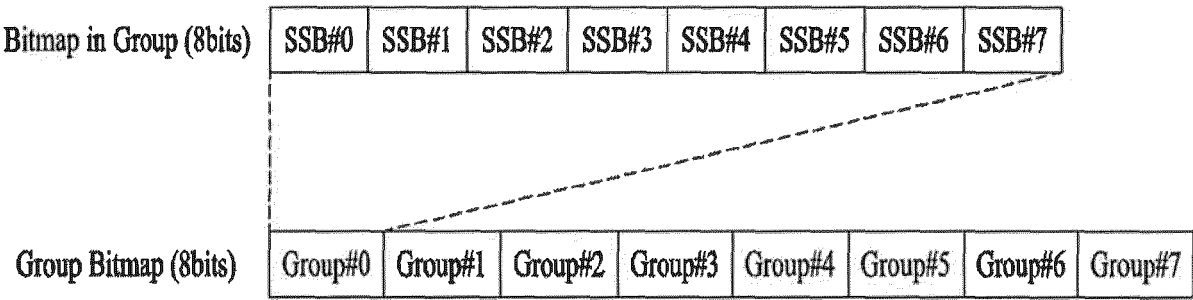 Bitmap in Group (8bits) SSB#0 SSB#1 SSB#2 SSB#3 SSB#4 SSB#5 SSB#6 SSB#7
Group Bitmap (8bits) Group#0 Group#1 Group#2 Group#3 Group#4 Group#5 Group#6 Group#7